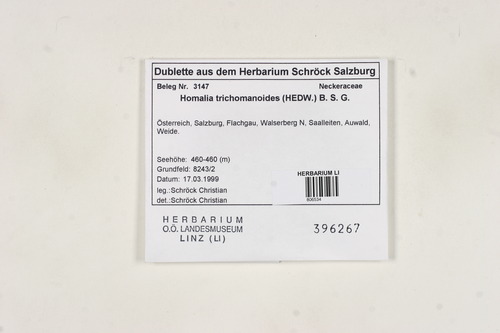 Dublette aus dem Herbarium Schröck Salzburg
Beleg Nr. 3147 Neckeraceae
Homalia trichomanoides (HEDW.) B. S. G.
Österreich, Salzburg, Flachgau, Walserberg N, Saalleiten, Auwald,
Weide.
Seehöhe: 460-460 (m)
Grundfeld: 8243/2
Datum: 17.03.1999
leg.:Schröck Christian
det.:Schröck Christian
HERBARIUM LI
806534
HERBARIUM
O.Ö. LANDESMUSEUM
LINZ (LI)
396267